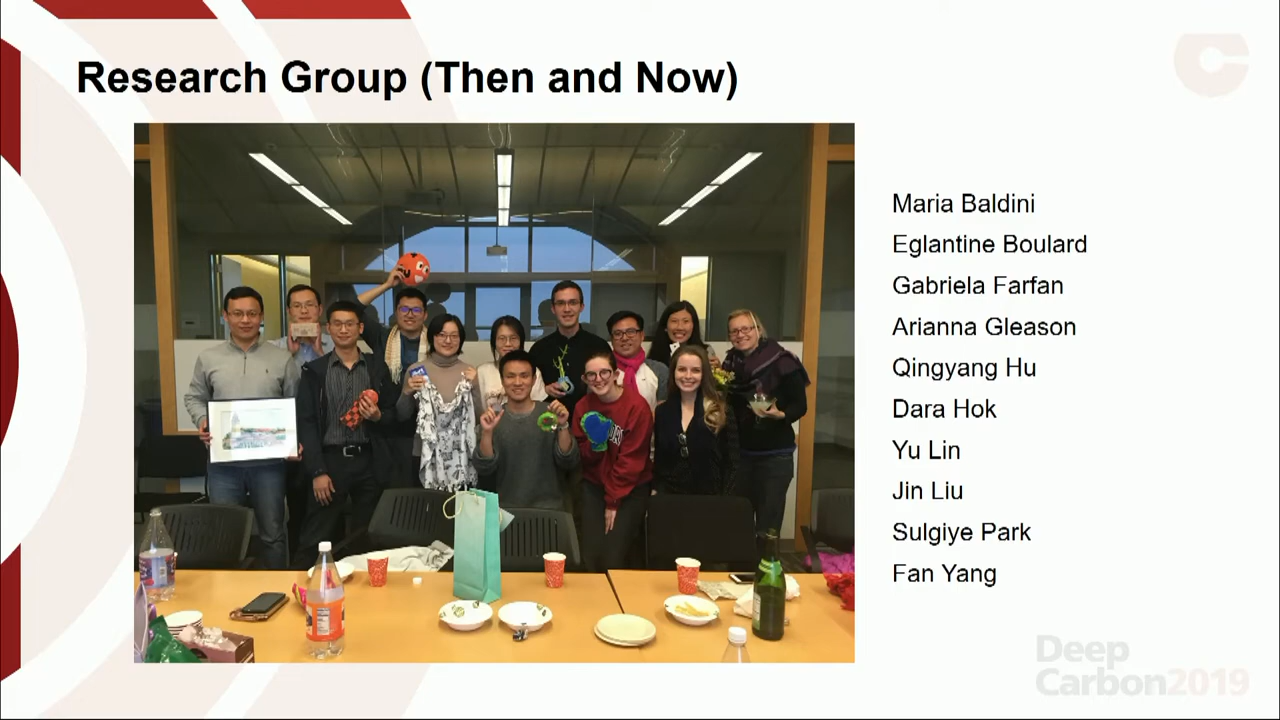 Research Group (Then and Now)
Maria Baldini
Eglantine Boulard
Gabriela Farfan
Arianna Gleason
Qingyang Hu
Dara Hok
Yu Lin
Jin Liu
Sulgiye Park
Fan Yang
Deep
Carbon2019